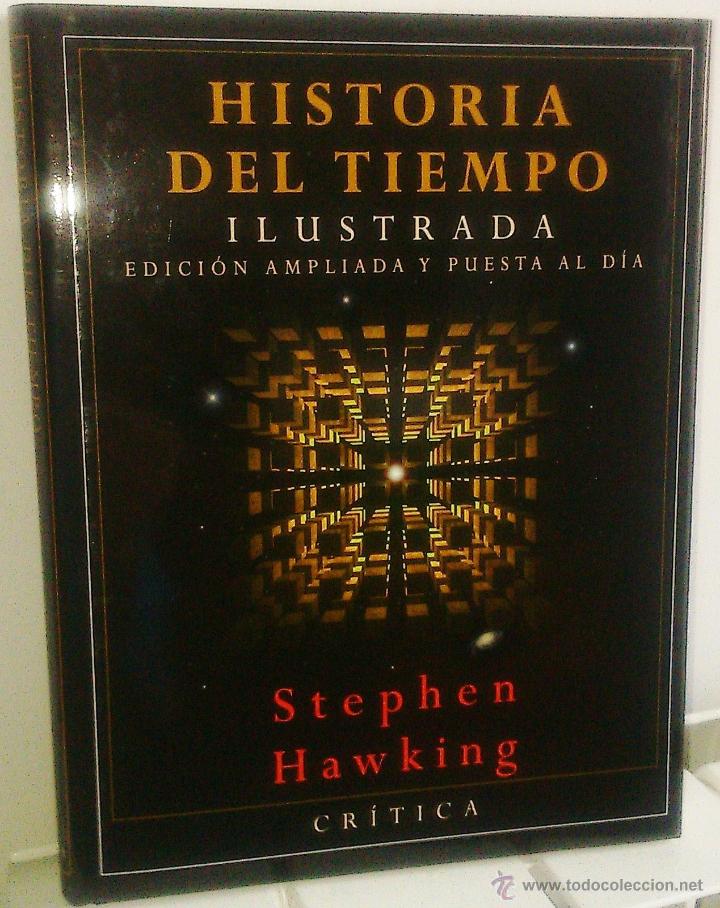 HISTORIA
DEL TIEMPO
ILUSTRADA
EDICIÓN AMPLIADA Y PUESTA AL DÍA
Stephen
Hawking
CRÍTICA
www.todocoleccion.net